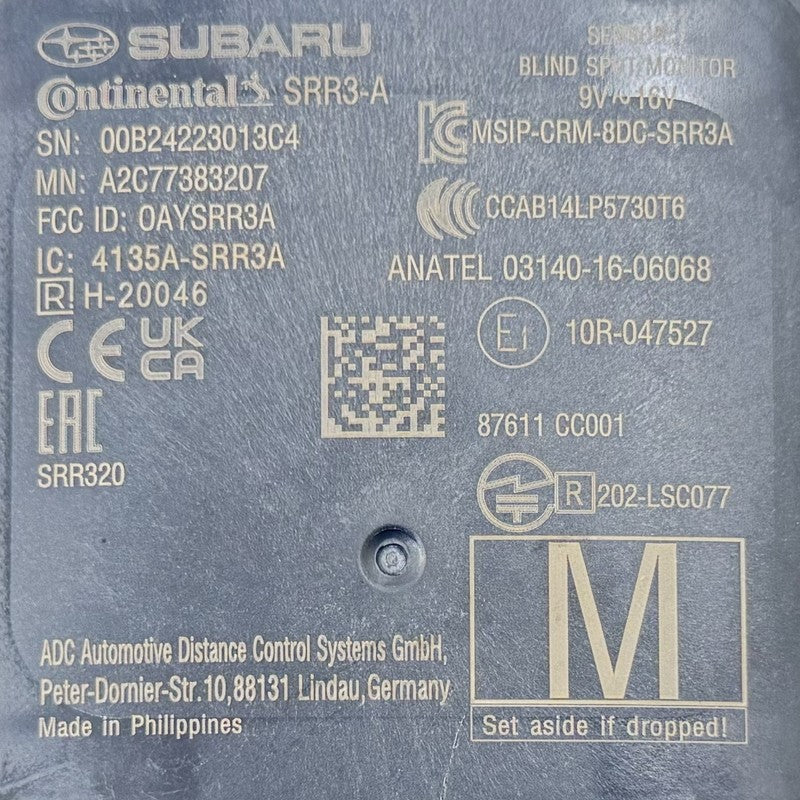 SUBARU
Continental SRR3-A
SN: 00B24223013C4
MN: A2C77383207
FCC ID: OAYSRR3A
IC: 4135A-SRR3A
R H-20046
CE UK CA
EAC
SRR320
SENSOR
BLIND SPOT MONITOR
9V~16V
MSIP-CRM-8DC-SRR3A
CCAB14LP5730T6
ANATEL 03140-16-06068
E1 10R-047527
87611 CC001
R 202-LSC077
M
Set aside if dropped!
ADC Automotive Distance Control Systems GmbH,
Peter-Dornier-Str.10,88131 Lindau,Germany
Made in Philippines